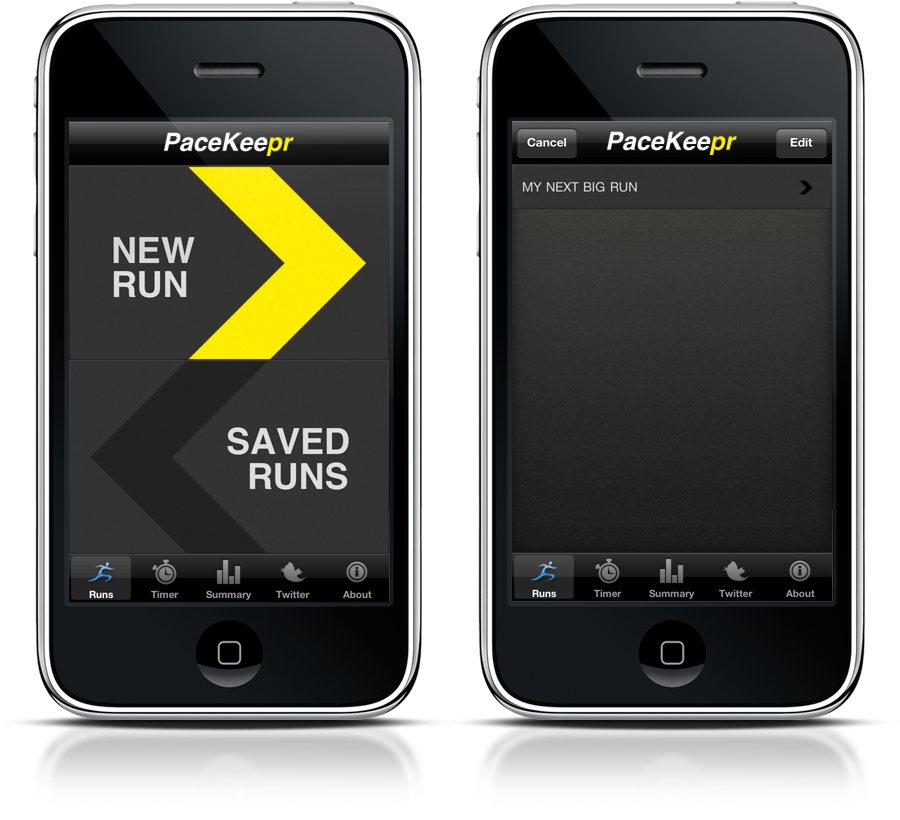 PaceKeepr
NEW
RUN
SAVED
RUNS
Runs
Timer
Summary
Twitter
About
Cancel
PaceKeepr
Edit
MY NEXT BIG RUN
Runs
Timer
Summary
Twitter
About